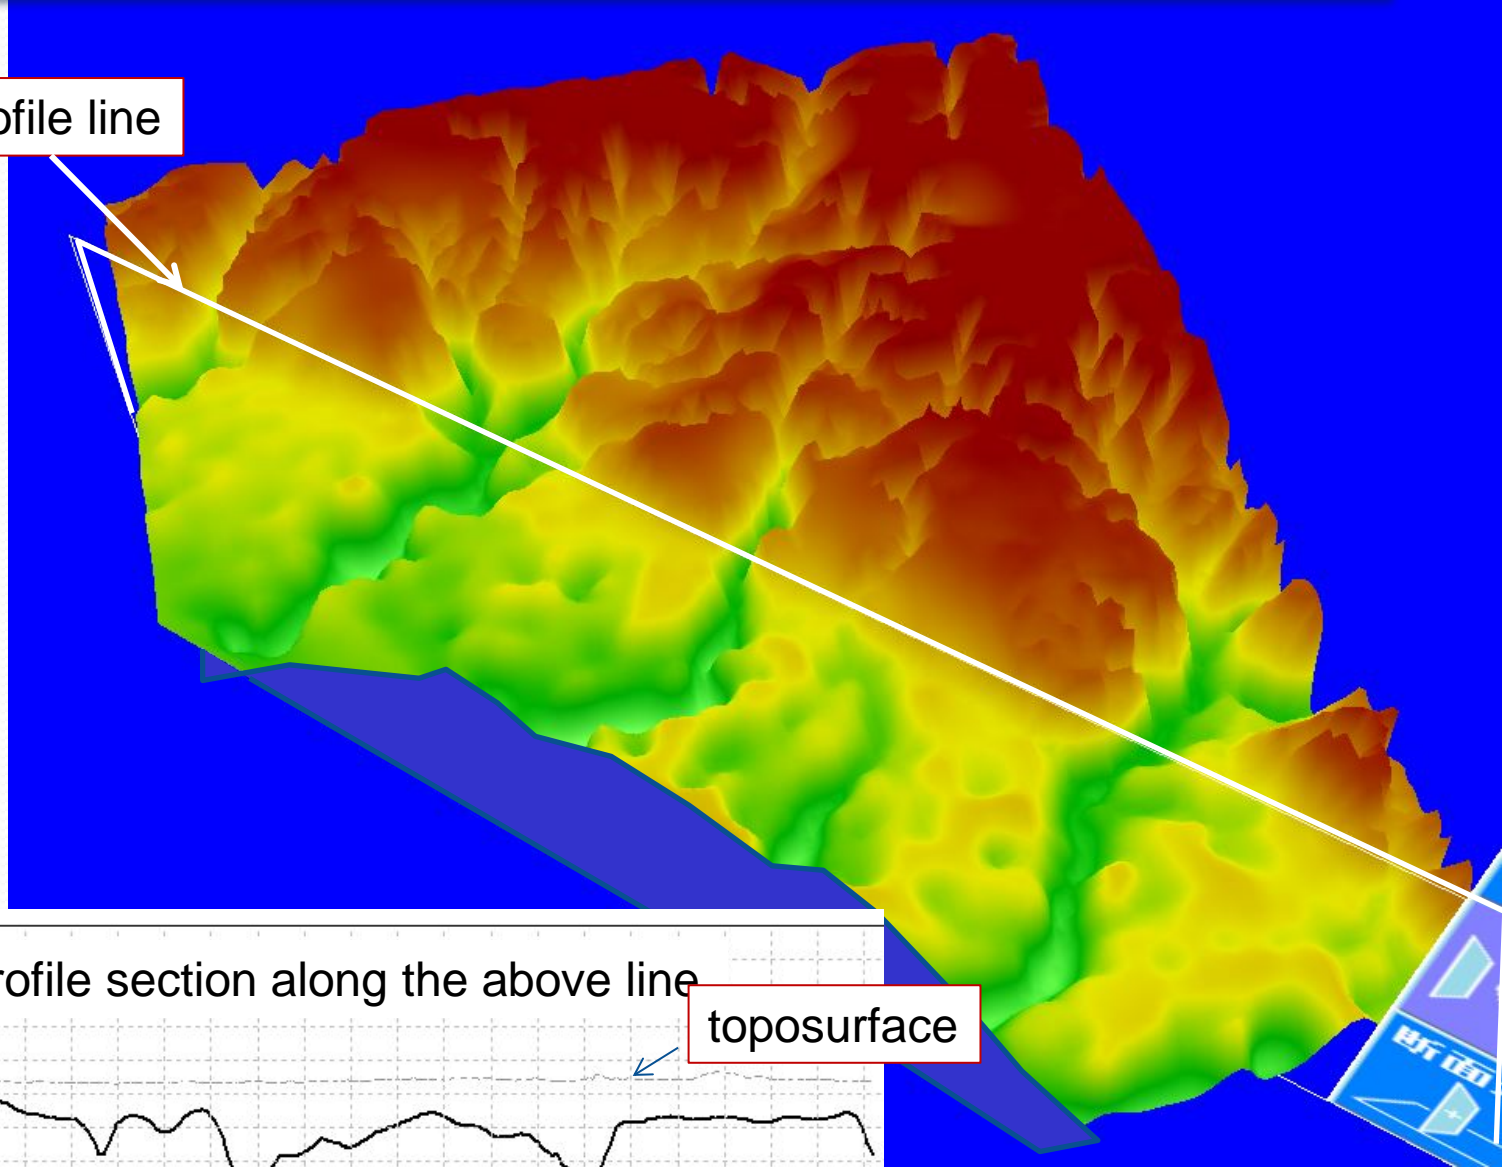 ofile line
rofile section along the above line
toposurface
断面